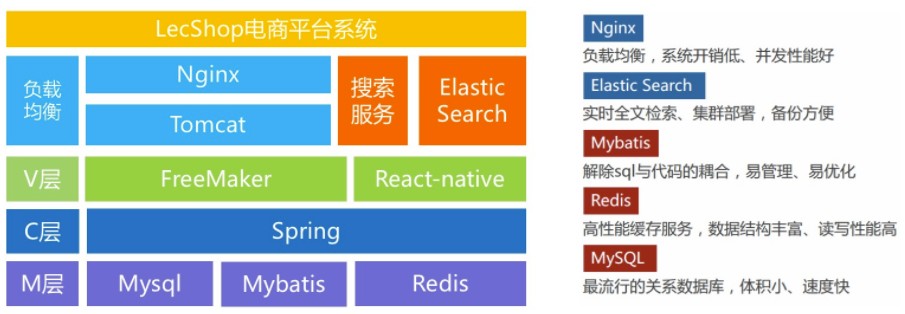 LecShop电商平台系统
负载
均衡
Nginx
Tomcat
搜索
服务
Elastic
Search
V层
FreeMaker
React-native
C层
Spring
M层
Mysql
Mybatis
Redis
Nginx
负载均衡，系统开销低、并发性能好
Elastic Search
实时全文检索、集群部署，备份方便
Mybatis
解除sql与代码的耦合，易管理、易优化
Redis
高性能缓存服务，数据结构丰富、读写性能高
MySQL
最流行的关系数据库，体积小、速度快